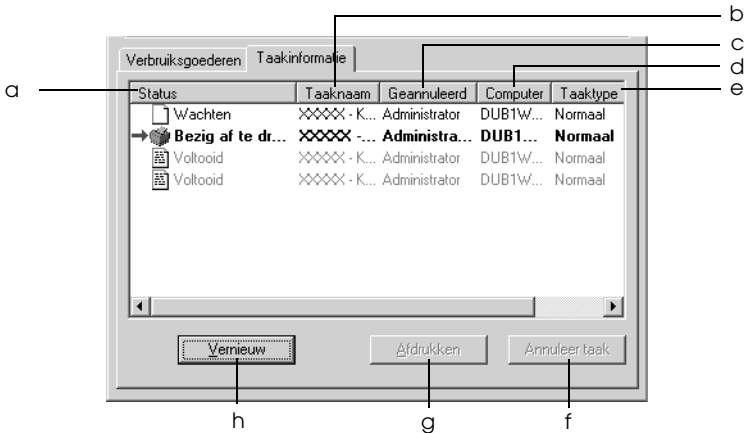 b
c
d
e
a
Verbruiksgoederen Taakinformatie
Status Taaknaam Geannuleerd Computer Taaktype
Wachten XXXXX - K... Administrator DUB1W... Normaal
Bezig af te dr... XXXXX -... Administra... DUB1... Normaal
Voltooid XXXXX - K... Administrator DUB1W... Normaal
Voltooid XXXXX - K... Administrator DUB1W... Normaal
Vernieuw Afdrukken Annuleer taak
h g f